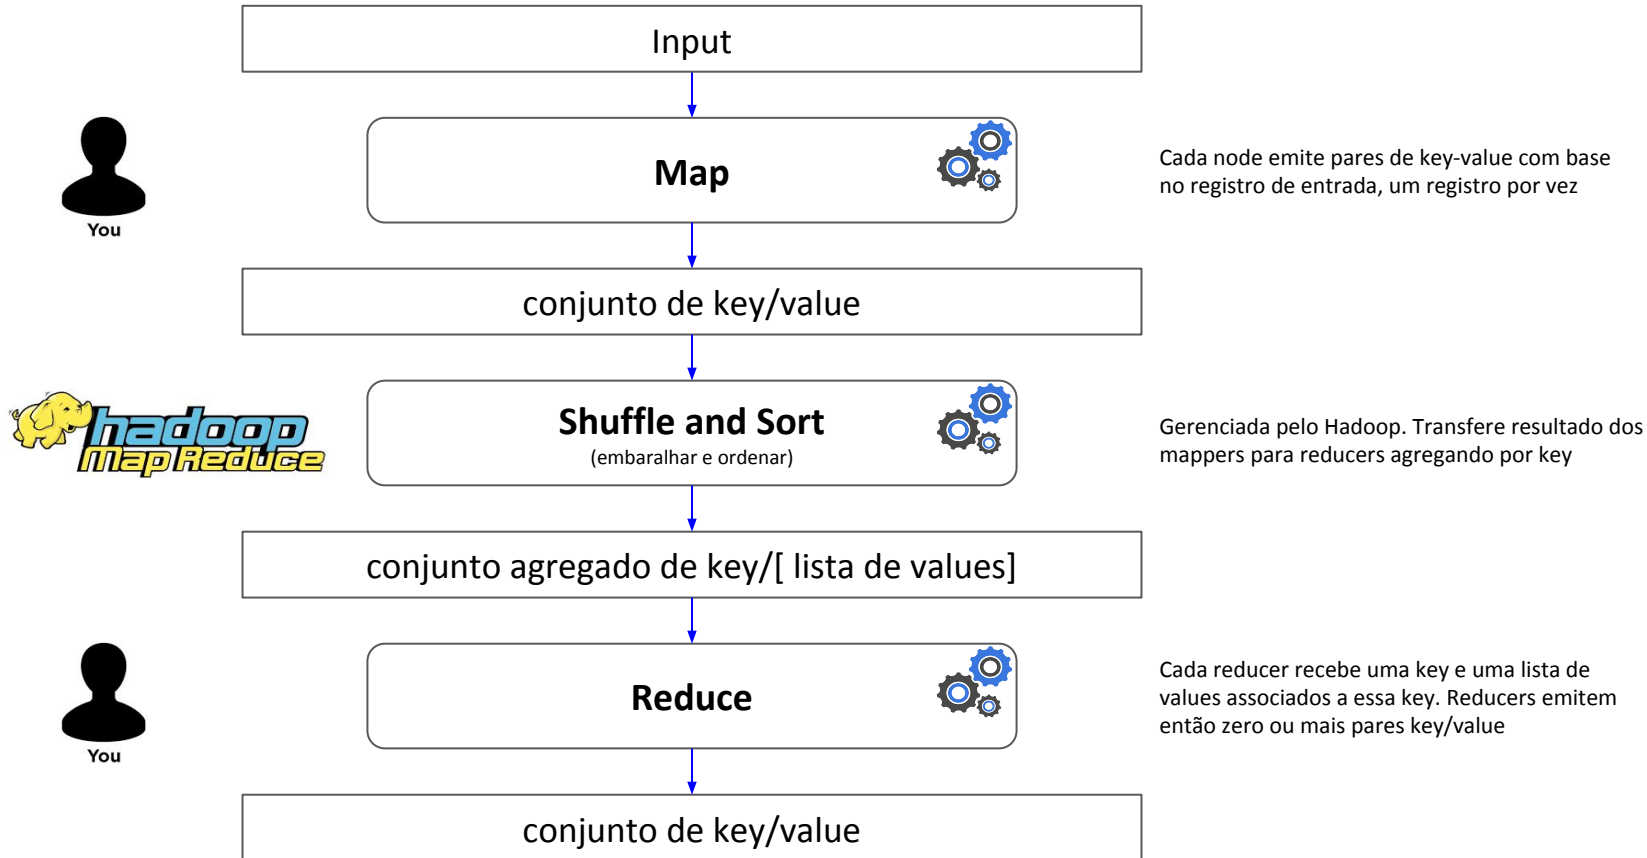 Input
Map
You
Cada node emite pares de key-value com base
no registro de entrada, um registro por vez
conjunto de key/value
hadoop
Map Reduce
Shuffle and Sort
(embaralhar e ordenar)
Gerenciada pelo Hadoop. Transfere resultado dos
mappers para reducers agregando por key
conjunto agregado de key/[ lista de values]
You
Reduce
Cada reducer recebe uma key e uma lista de
values associados a essa key. Reducers emitem
então zero ou mais pares key/value
conjunto de key/value